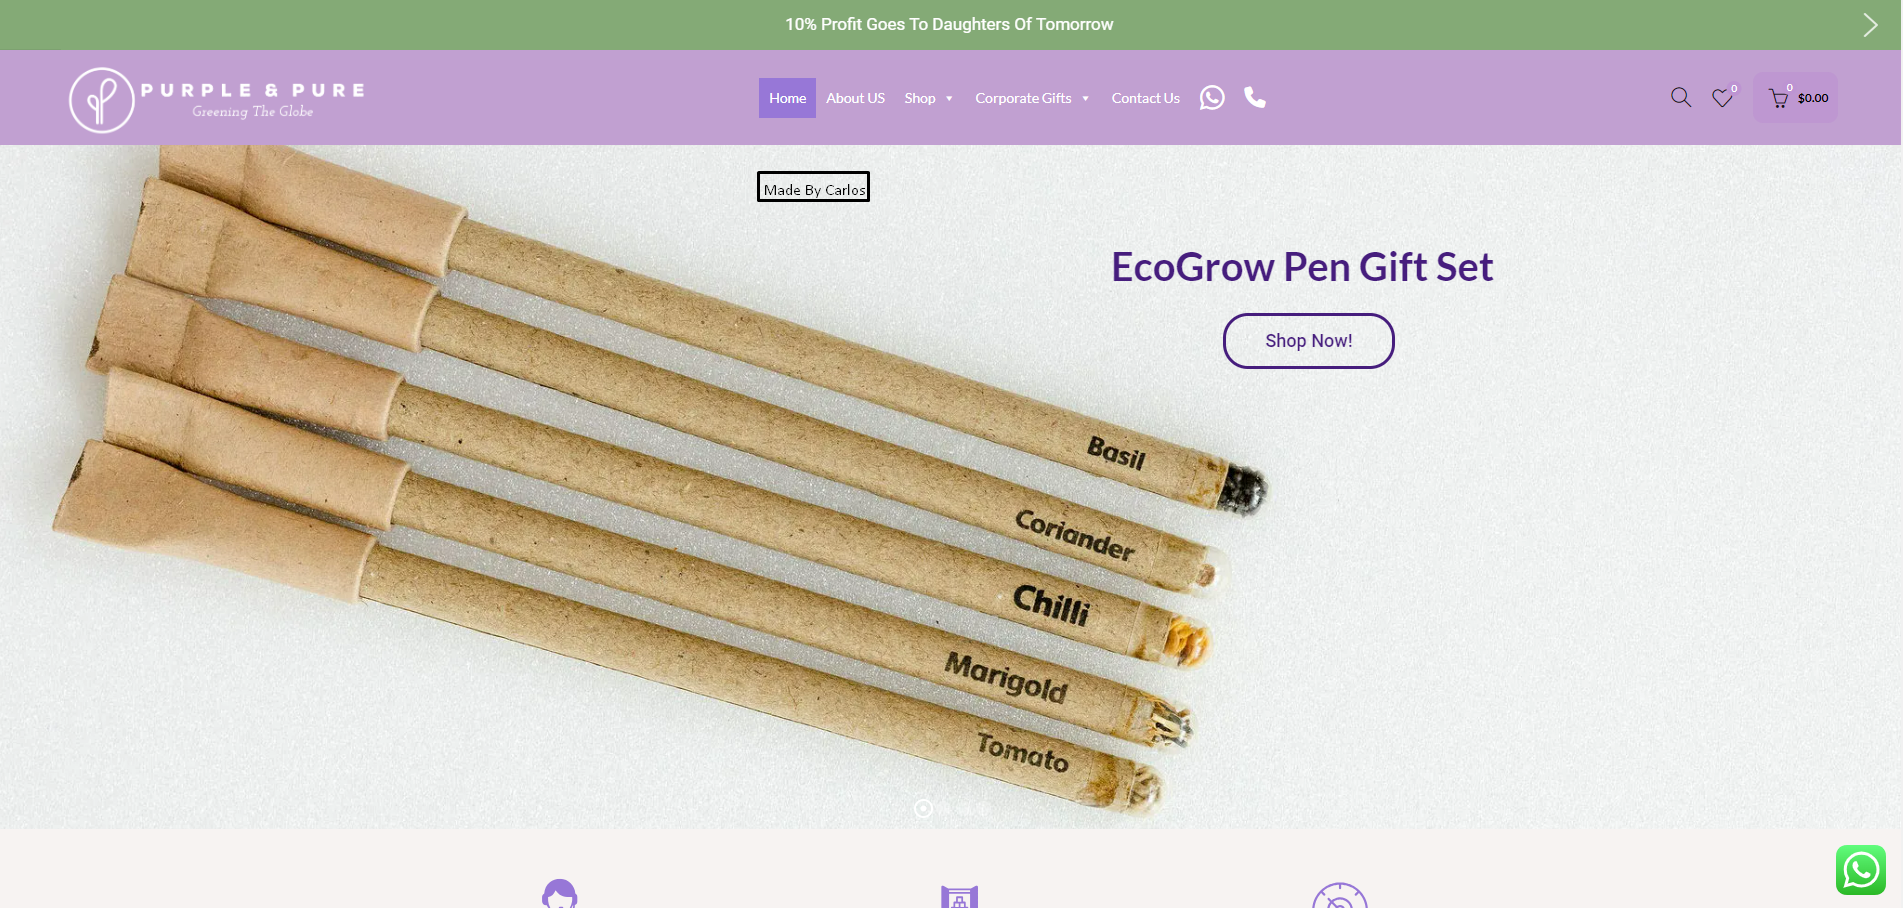 10% Profit Goes To Daughters Of Tomorrow
PURPLE & PURE
Greening The Globe
Home About US Shop Corporate Gifts Contact Us
0
0
$0.00
Made By Carlos
EcoGrow Pen Gift Set
Shop Now!
Basil
Coriander
Chilli
Marigold
Tomato